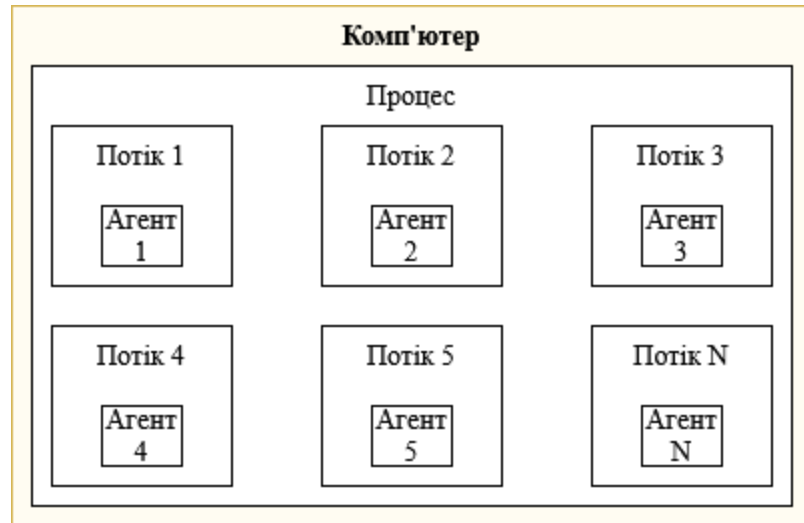 Комп'ютер
Процес
Потік 1
Агент
1
Потік 2
Агент
2
Потік 3
Агент
3
Потік 4
Агент
4
Потік 5
Агент
5
Потік N
Агент
N